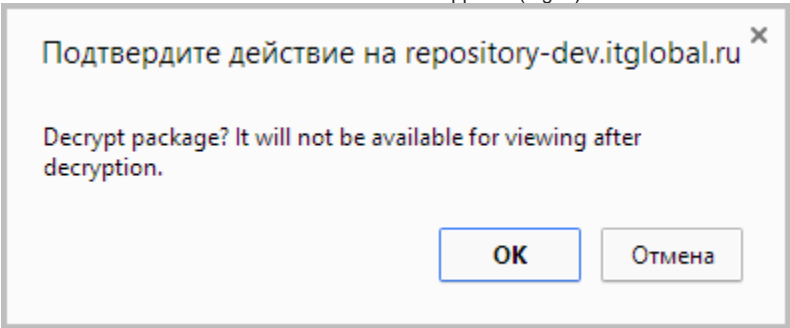 Подтвердите действие на repository-dev.itglobal.ru
Decrypt package? It will not be available for viewing after
decryption.
OK
Отмена